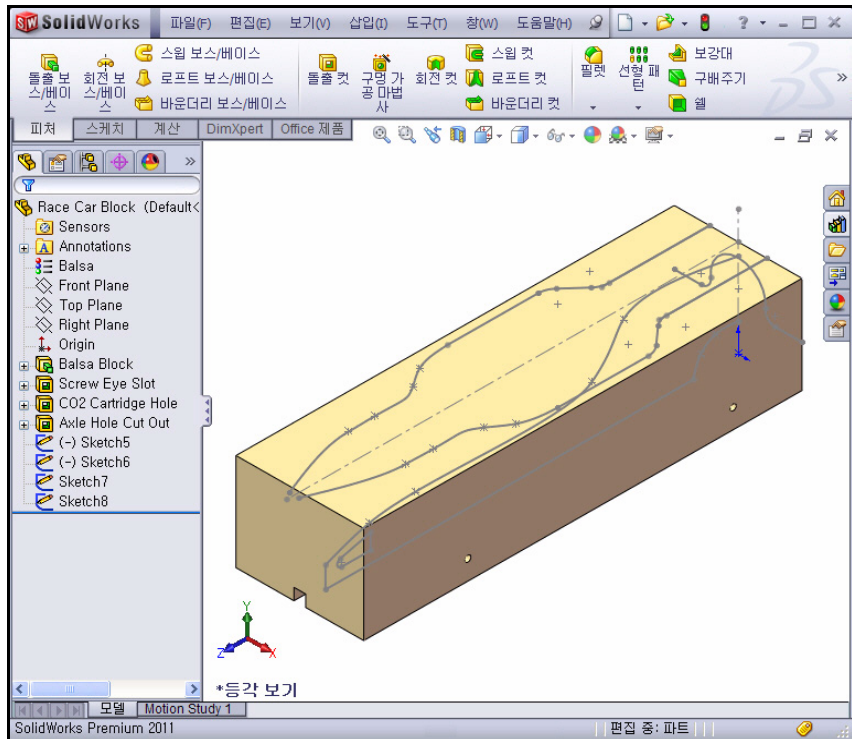 SolidWorks 파일(F) 편집(E) 보기(V) 삽입(I) 도구(T) 창(W) 도움말(H)
돌출 보스/베이스
회전 보스/베이스
스윕 보스/베이스
로프트 보스/베이스
바운더리 보스/베이스
돌출 컷
구멍 가공 마법사
회전 컷
스윕 컷
로프트 컷
바운더리 컷
필렛
선형 패턴
보강대
구배주기
쉘
피처 스케치 계산 DimXpert Office 제품
Race Car Block (Default<
Sensors
Annotations
Balsa
Front Plane
Top Plane
Right Plane
Origin
Balsa Block
Screw Eye Slot
CO2 Cartridge Hole
Axle Hole Cut Out
(-) Sketch5
(-) Sketch6
Sketch7
Sketch8
Y
Z
X
*등각 보기
모델 Motion Study 1
SolidWorks Premium 2011 편집 중: 파트